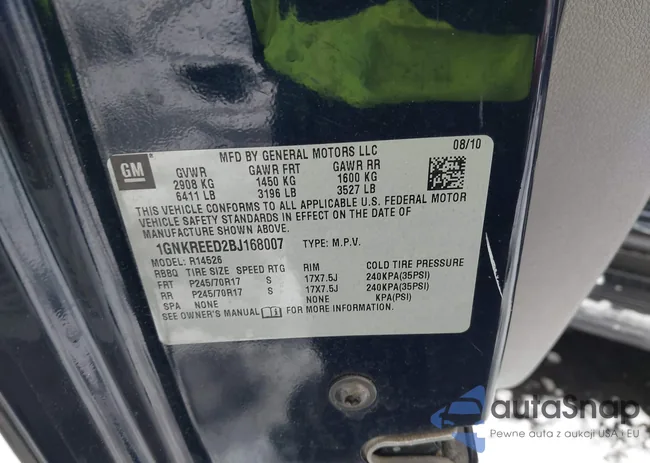 MFD BY GENERAL MOTORS LLC 08/10
GM
GVWR GAWR FRT GAWR RR
2908 KG 1450 KG 1600 KG
6411 LB 3196 LB 3527 LB
THIS VEHICLE CONFORMS TO ALL APPLICABLE U.S. FEDERAL MOTOR
VEHICLE SAFETY STANDARDS IN EFFECT ON THE DATE OF
MANUFACTURE SHOWN ABOVE.
1GNKREED2BJ168007 TYPE: M.P.V.
MODEL: R14526
RBBQ TIRE SIZE SPEED RTG RIM COLD TIRE PRESSURE
FRT P245/70R17 S 17X7.5J 240KPA(35PSI)
RR P245/70R17 S 17X7.5J 240KPA(35PSI)
SPA NONE NONE KPA(PSI)
SEE OWNER'S MANUAL FOR MORE INFORMATION
autaSnap
Pewne auta z aukcji USA i EU